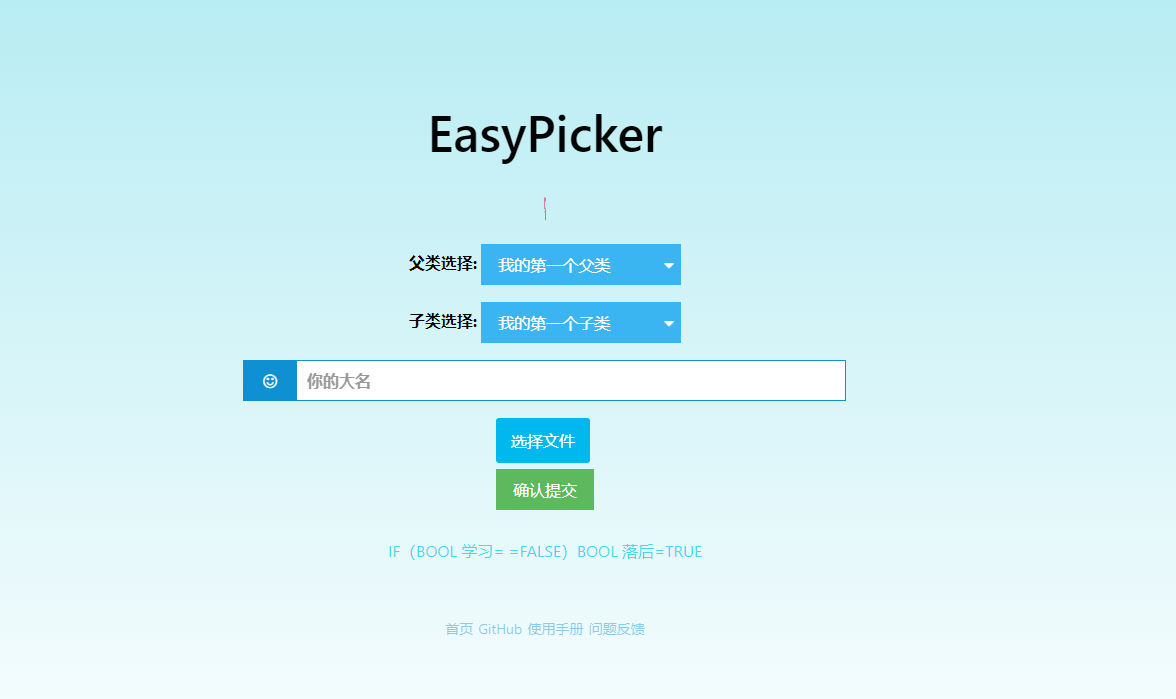 EasyPicker
父类选择: 我的第一个父类
子类选择: 我的第一个子类
你的大名
选择文件
确认提交
IF（BOOL 学习= =FALSE）BOOL 落后=TRUE
首页 GitHub 使用手册 问题反馈